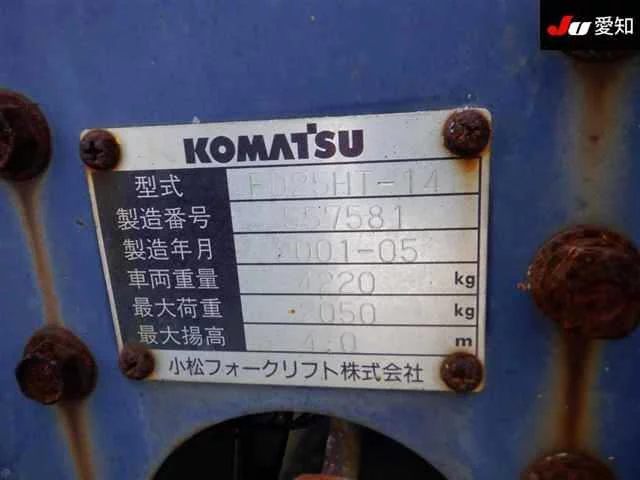 JU 愛知
KOMATSU
型式 FD25HT-14
製造番号 557581
製造年月 2001-05
車両重量 4220 kg
最大荷重 2050 kg
最大揚高 4.0 m
小松フォークリフト株式会社